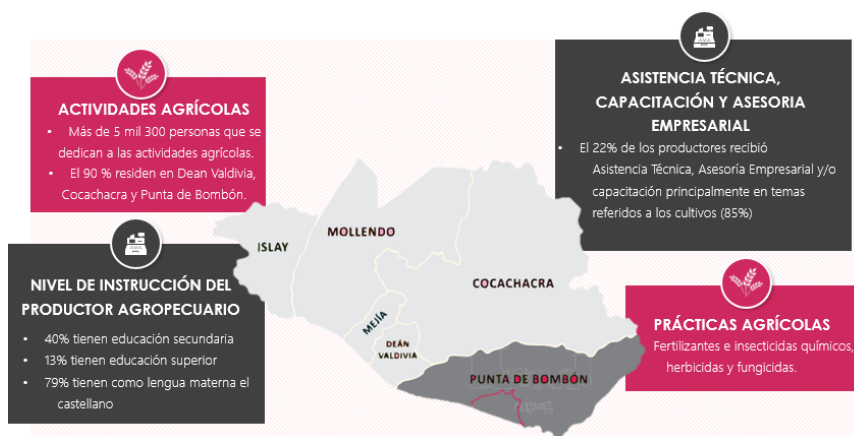 ACTIVIDADES AGRÍCOLAS
• Más de 5 mil 300 personas que se
dedican a las actividades agrícolas.
• El 90 % residen en Dean Valdivia,
Cocachacra y Punta de Bombón.
ASISTENCIA TÉCNICA,
CAPACITACIÓN Y ASESORIA
EMPRESARIAL
• El 22% de los productores recibió
Asistencia Técnica, Asesoría Empresarial y/o
capacitación principalmente en temas
referidos a los cultivos (85%)
NIVEL DE INSTRUCCIÓN DEL
PRODUCTOR AGROPECUARIO
• 40% tienen educación secundaria
• 13% tienen educación superior
• 79% tienen como lengua materna el
castellano
ISLAY
MOLLENDO
COCACHACRA
MEJÍA
DEÁN
VALDIVIA
PUNTA DE BOMBÓN
PRÁCTICAS AGRÍCOLAS
Fertilizantes e insecticidas químicos,
herbicidas y fungicidas.